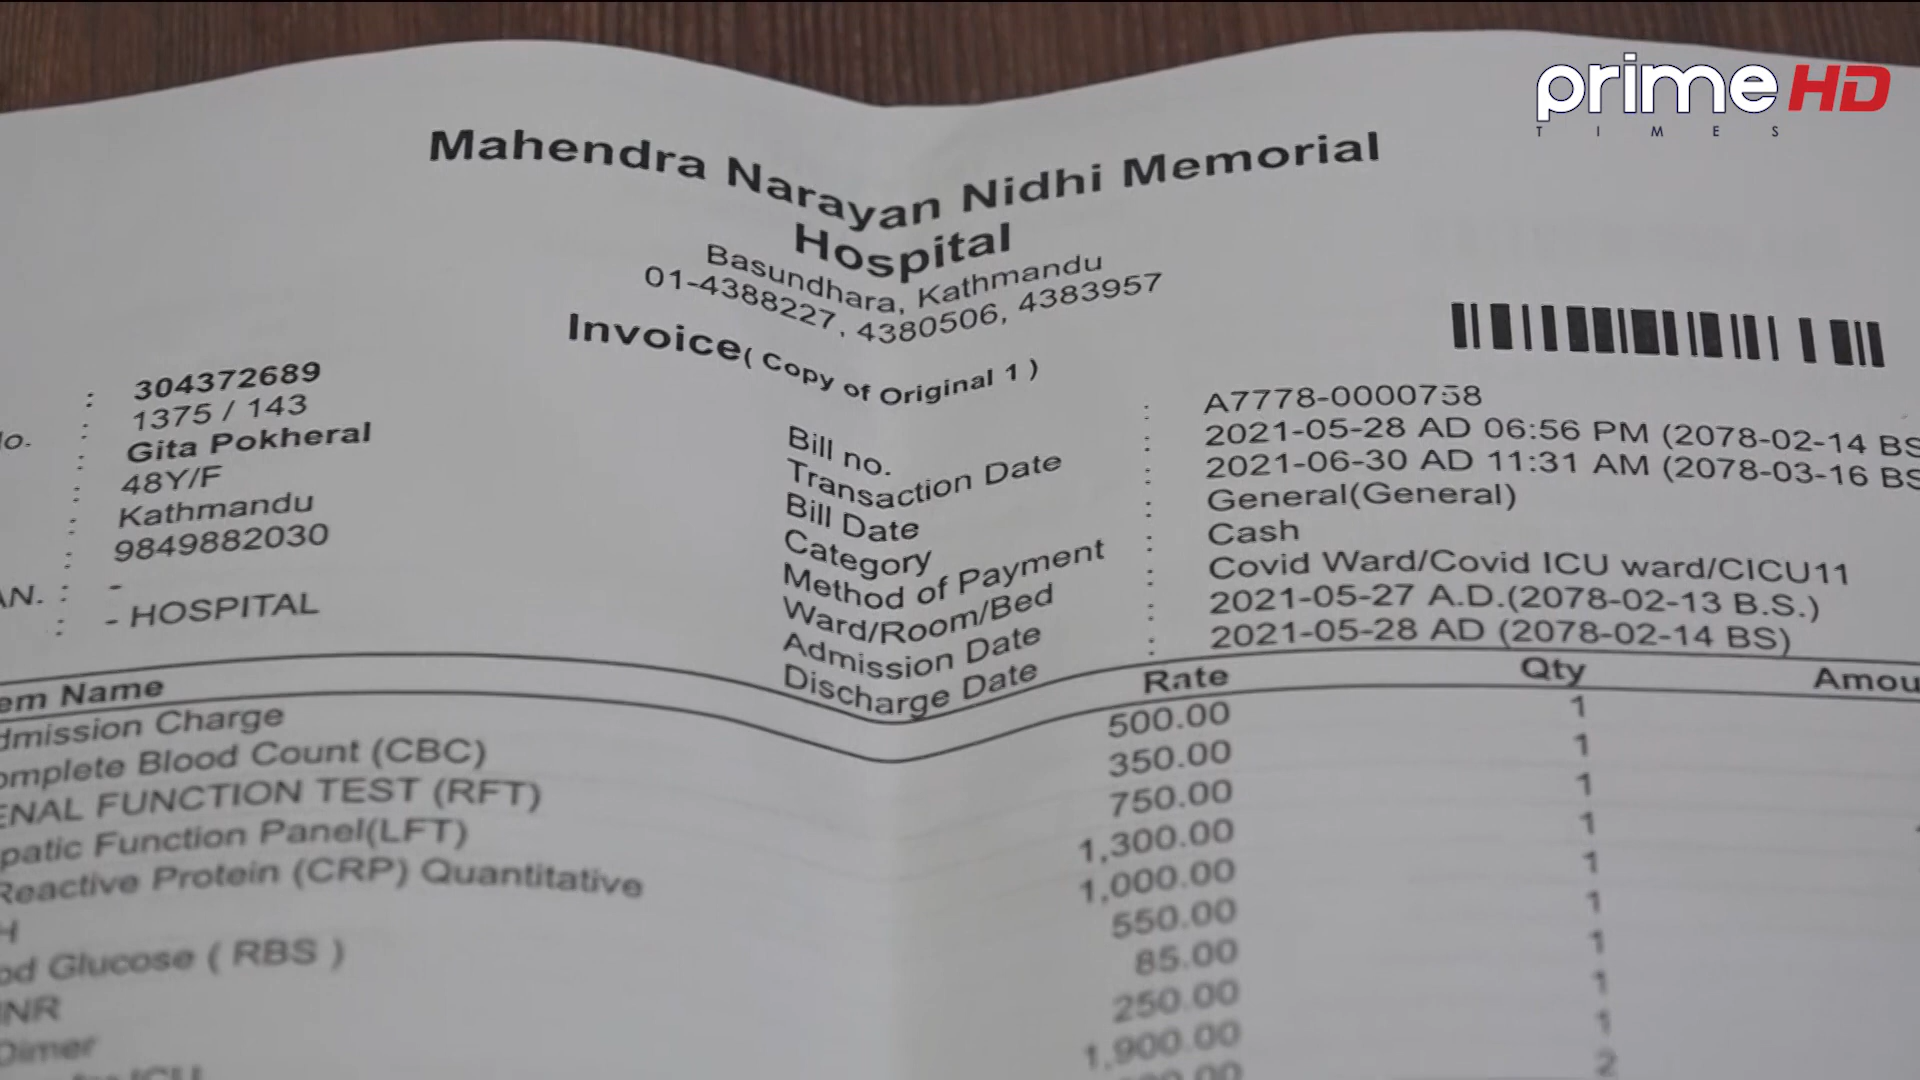 prime HD
TIMES
Mahendra Narayan Nidhi Memorial
Hospital
Basundhara, Kathmandu
01-4388227, 4380506, 4383957
Invoice( Copy of Original 1 )
: 304372689
No. : 1375 / 143
: Gita Pokheral
: 48Y/F
: Kathmandu
: 9849882030
AN. : -
: - HOSPITAL
Bill no. : A7778-0000758
Transaction Date : 2021-05-28 AD 06:56 PM (2078-02-14 BS
Bill Date : 2021-06-30 AD 11:31 AM (2078-03-16 BS
Category : General(General)
Method of Payment : Cash
Ward/Room/Bed : Covid Ward/Covid ICU ward/CICU11
Admission Date : 2021-05-27 A.D.(2078-02-13 B.S.)
Discharge Date : 2021-05-28 AD (2078-02-14 BS)
em Name Rate Qty Amou
dmission Charge 500.00 1
omplete Blood Count (CBC) 350.00 1
ENAL FUNCTION TEST (RFT) 750.00 1
patic Function Panel(LFT) 1,300.00 1
Reactive Protein (CRP) Quantitative 1,000.00 1
H 550.00 1
od Glucose ( RBS ) 85.00 1
INR 250.00 1
Dimer 1,900.00 1
ICU 2